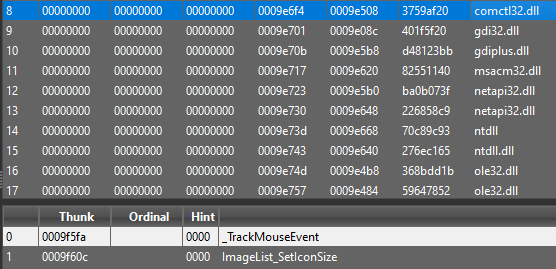 8 00000000 00000000 00000000 0009e6f4 0009e508 3759af20 comctl32.dll
9 00000000 00000000 00000000 0009e701 0009e08c 401f5f20 gdi32.dll
10 00000000 00000000 00000000 0009e70b 0009e5b8 d48123bb gdiplus.dll
11 00000000 00000000 00000000 0009e717 0009e620 82551140 msacm32.dll
12 00000000 00000000 00000000 0009e723 0009e5b0 ba0b073f netapi32.dll
13 00000000 00000000 00000000 0009e730 0009e648 226858c9 netapi32.dll
14 00000000 00000000 00000000 0009e73d 0009e668 70c89c93 ntdll
15 00000000 00000000 00000000 0009e743 0009e640 276ec165 ntdll.dll
16 00000000 00000000 00000000 0009e74d 0009e4b8 368bdd1b ole32.dll
17 00000000 00000000 00000000 0009e757 0009e484 59647852 ole32.dll
Thunk Ordinal Hint
0 0009f5fa 0000 _TrackMouseEvent
1 0009f60c 0000 ImageList_SetIconSize